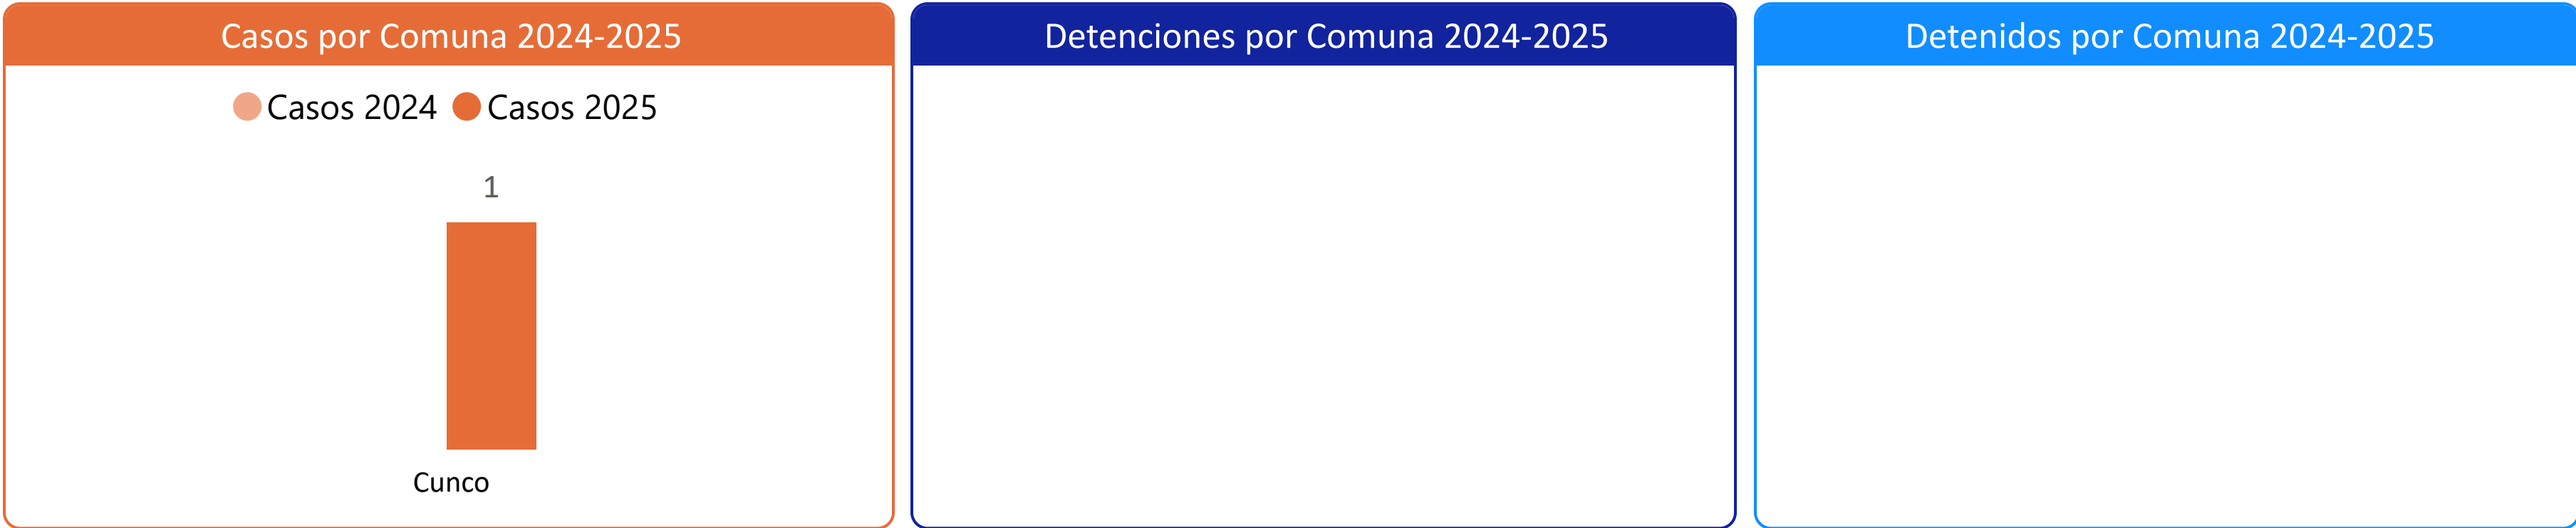 Casos por Comuna 2024-2025
Casos 2024 Casos 2025
1
Cunco
Detenciones por Comuna 2024-2025
Detenidos por Comuna 2024-2025